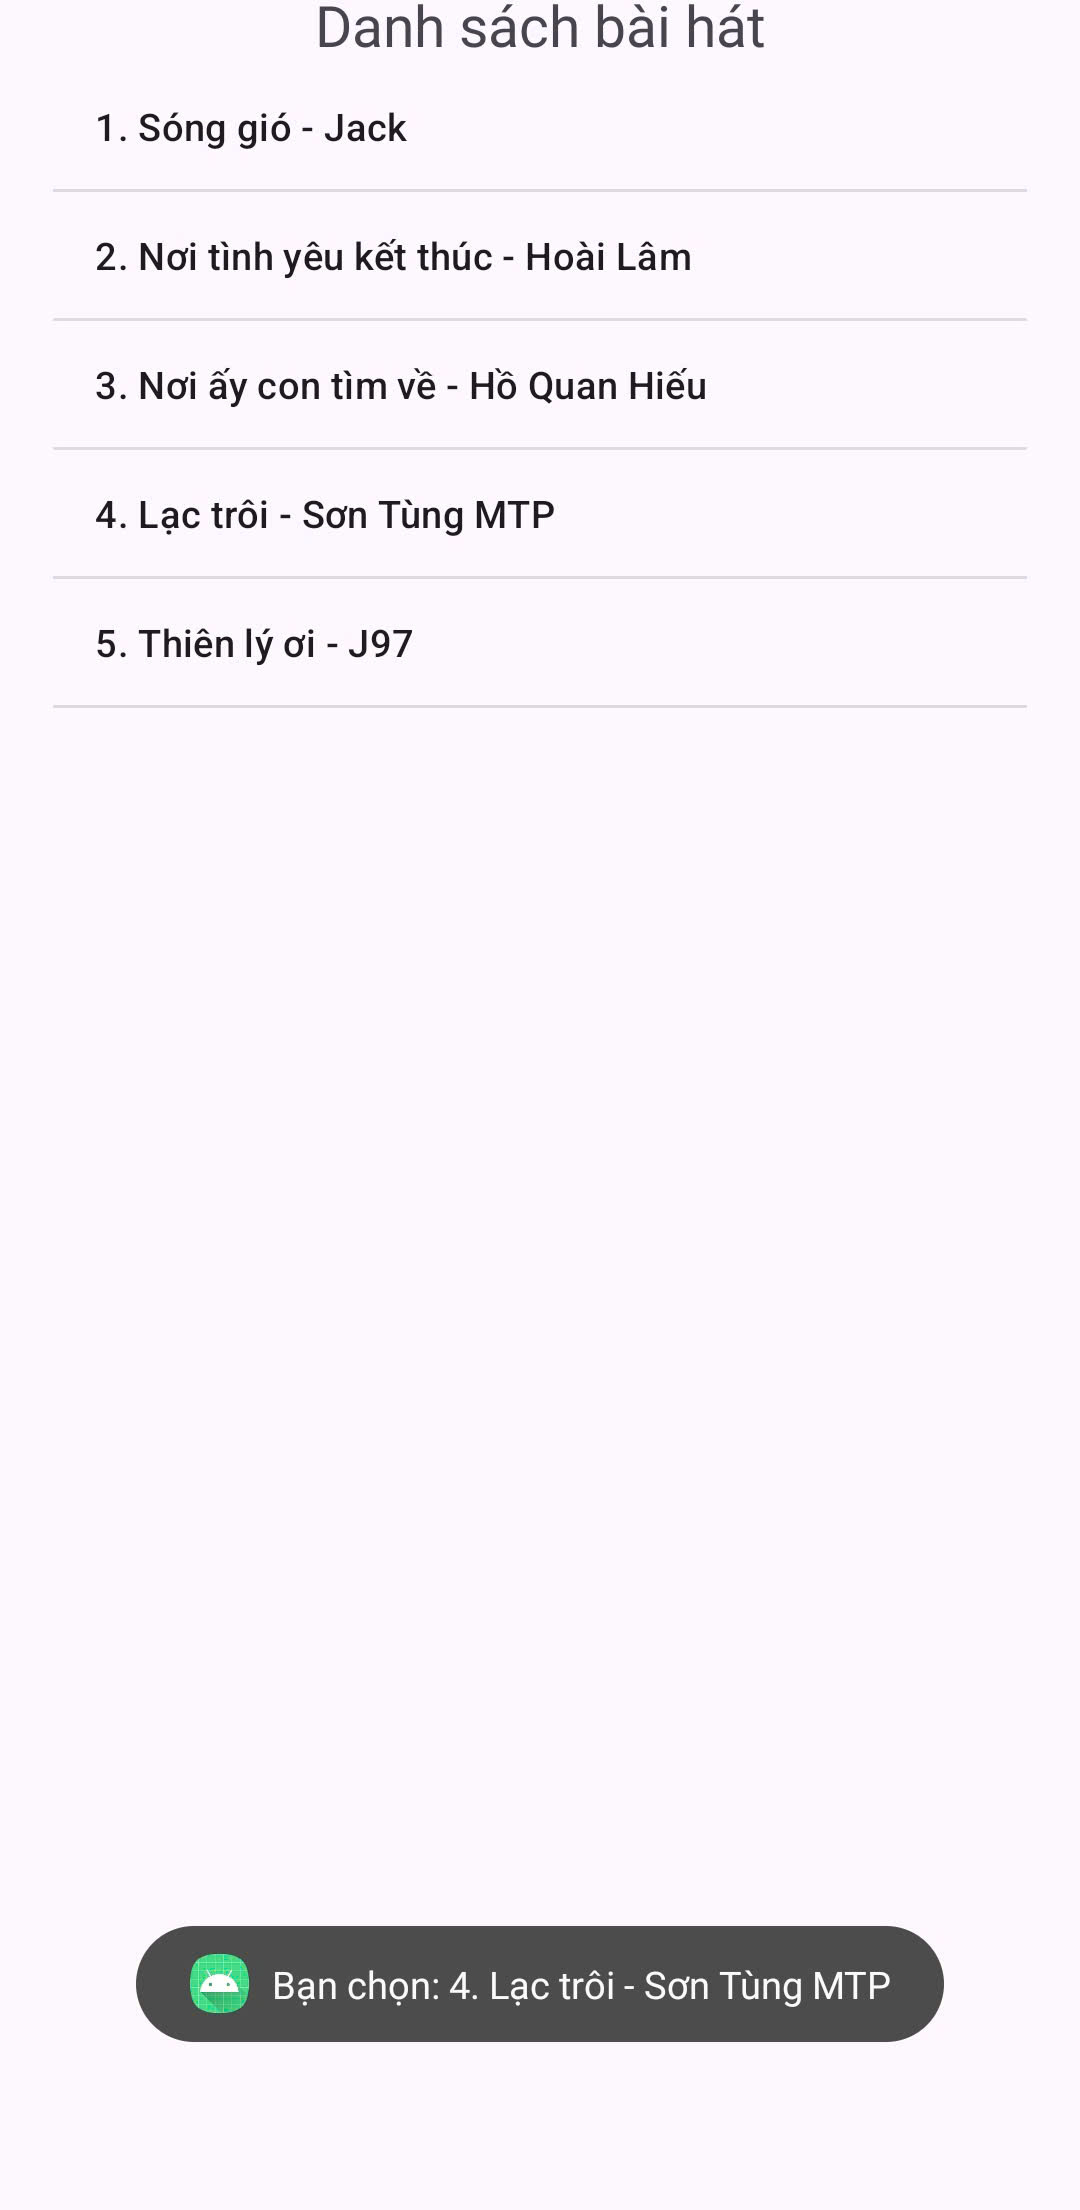 Danh sách bài hát
1. Sóng gió - Jack
2. Nơi tình yêu kết thúc - Hoài Lâm
3. Nơi ấy con tìm về - Hồ Quan Hiếu
4. Lạc trôi - Sơn Tùng MTP
5. Thiên lý ơi - J97
Bạn chọn: 4. Lạc trôi - Sơn Tùng MTP